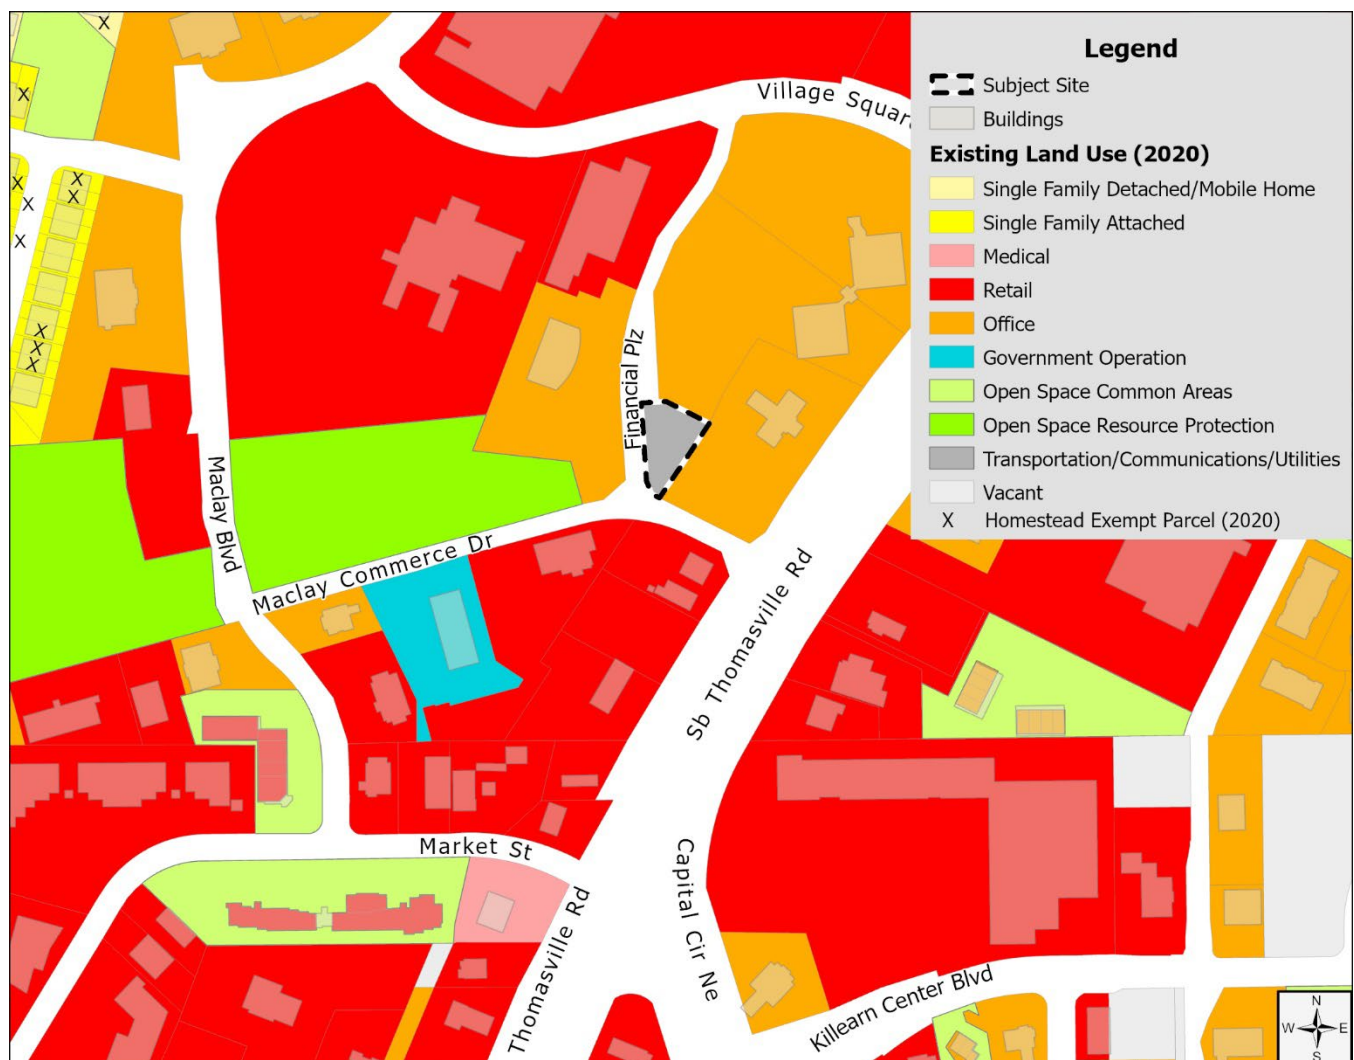 Legend
Subject Site
Buildings
Existing Land Use (2020)
Single Family Detached/Mobile Home
Single Family Attached
Medical
Retail
Office
Government Operation
Open Space Common Areas
Open Space Resource Protection
Transportation/Communications/Utilities
Vacant
X Homestead Exempt Parcel (2020)
Village Squar
X
X
X
X
X
X
X
X
X
X
Financial Plz
Maclay Blvd
Maclay Commerce Dr
Sb Thomasville Rd
Market St
Capital Cir Ne
Thomasville Rd
Killearn Center Blvd
N
W E
S